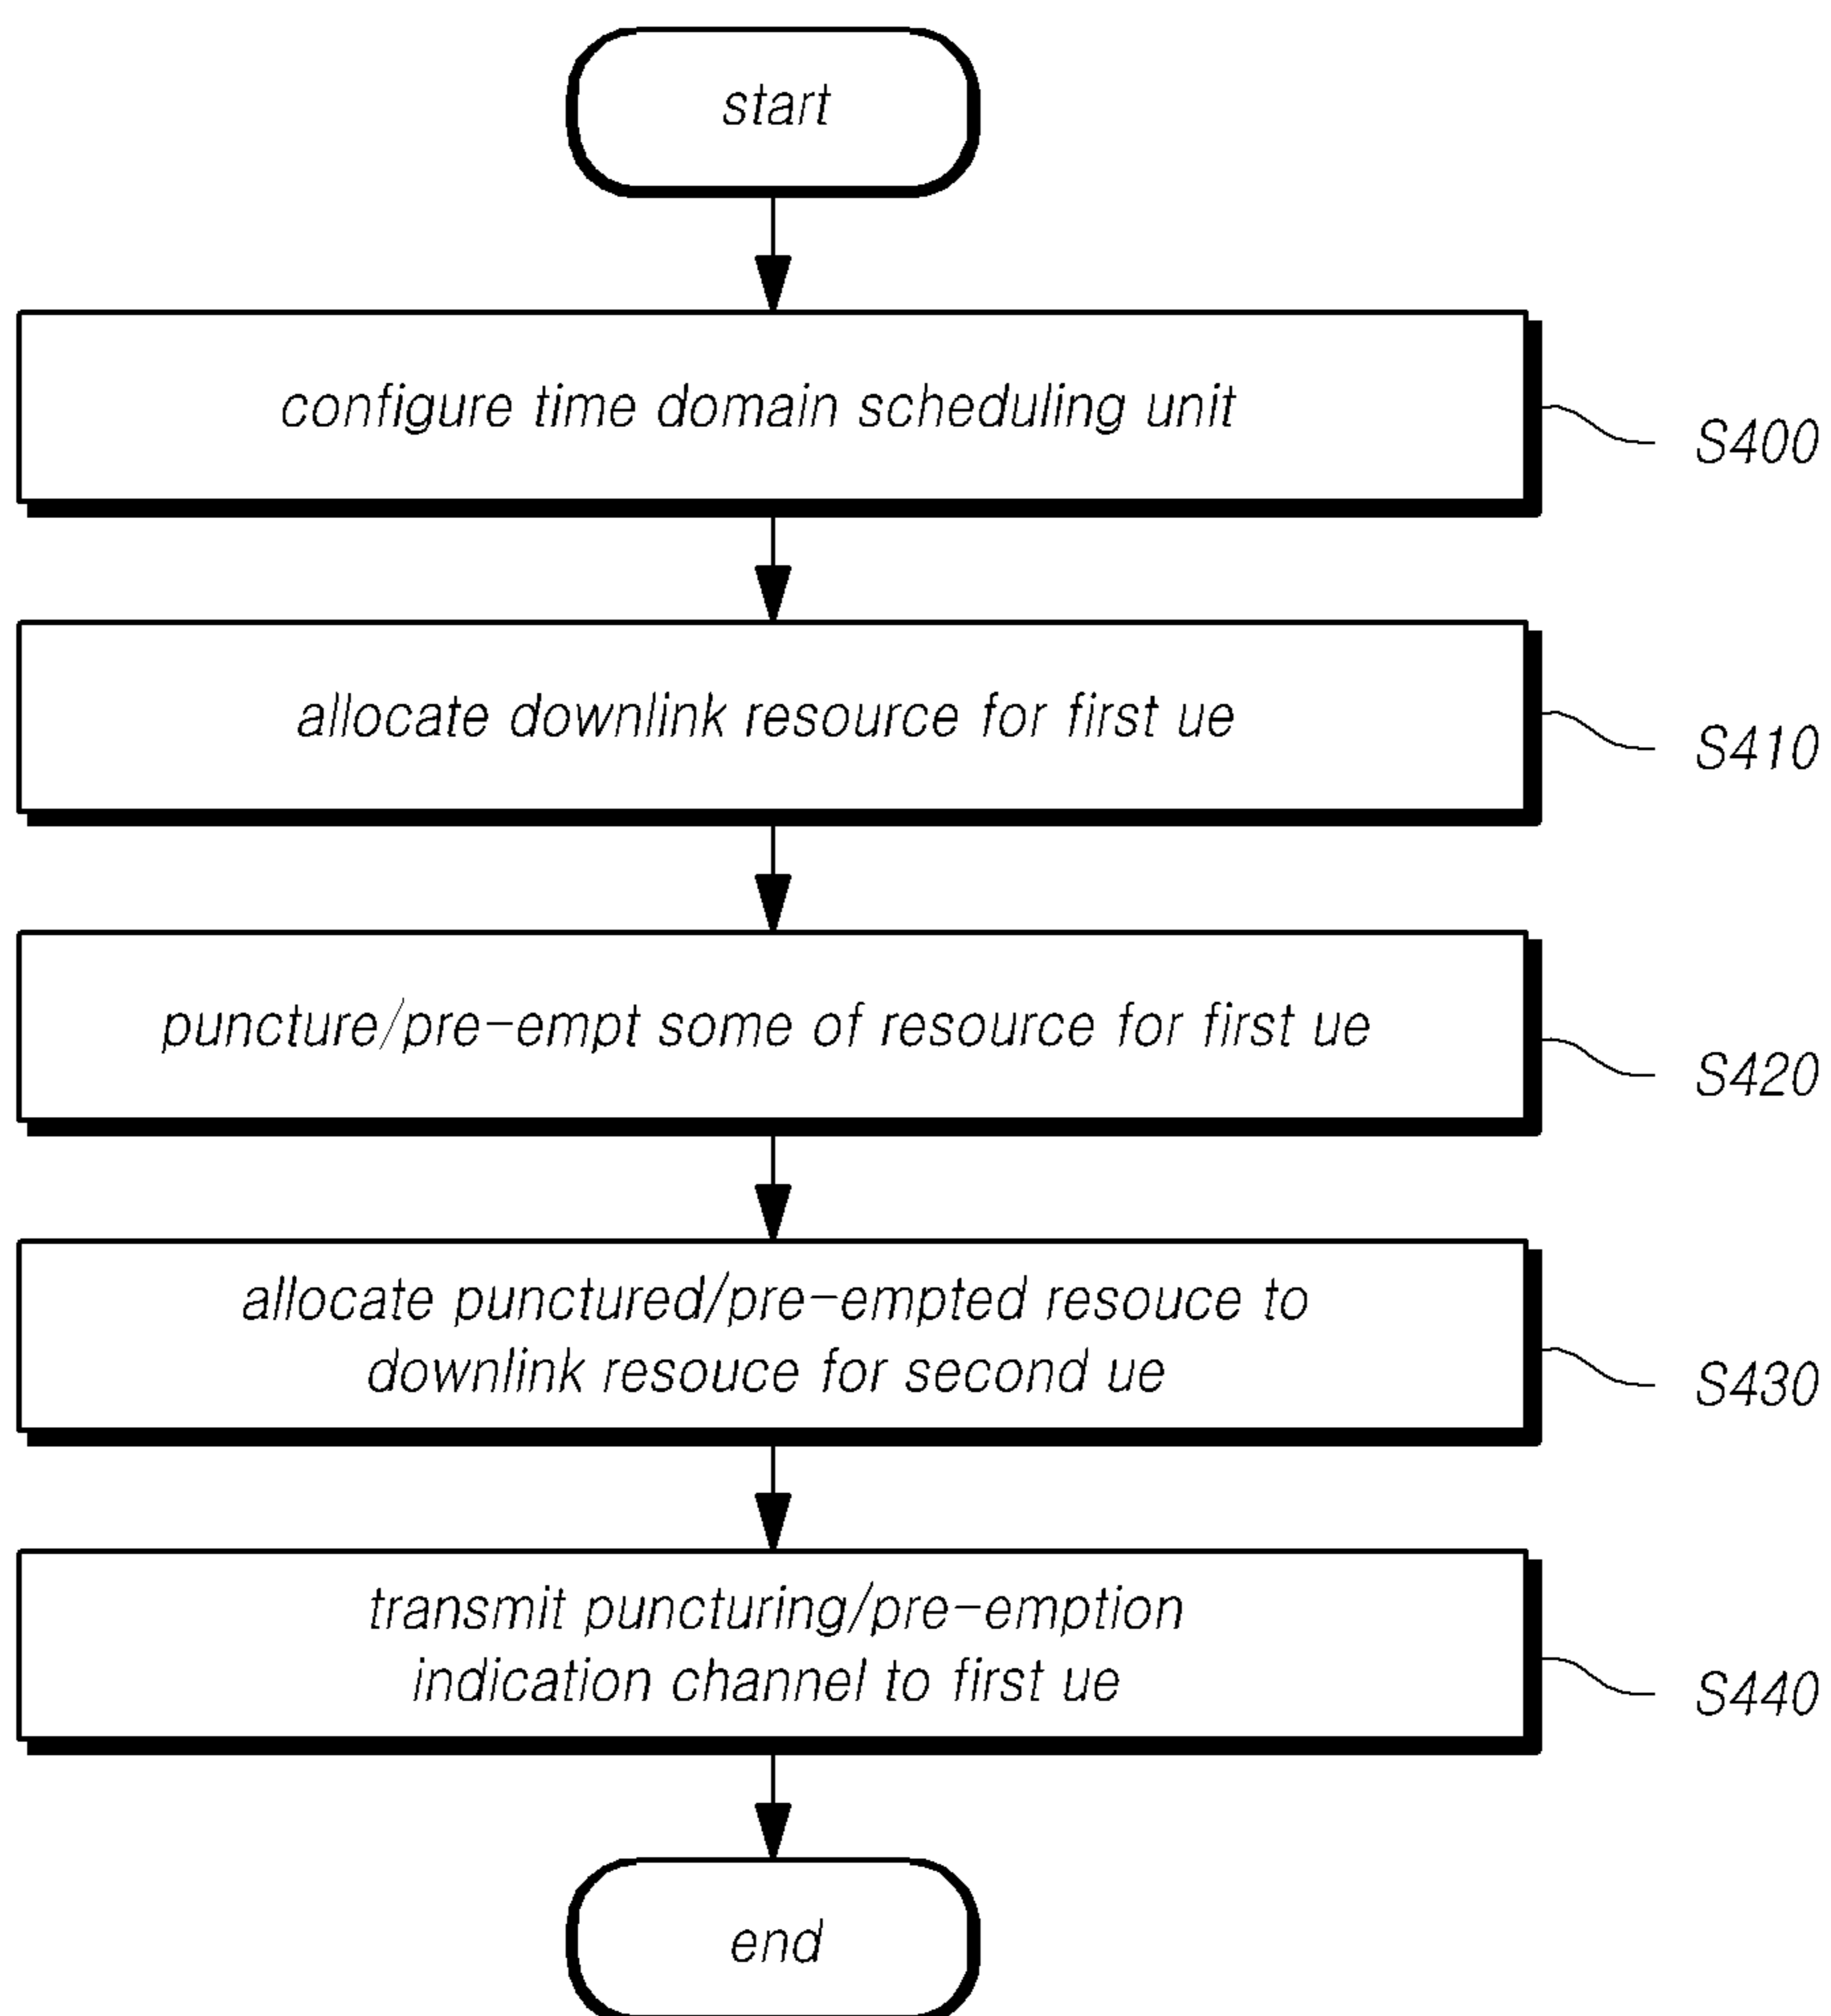 start
configure time domain scheduling unit
S400
allocate downlink resource for first ue
S410
puncture/pre-empt some of resource for first ue
S420
allocate punctured/pre-empted resouce to
downlink resouce for second ue
S430
transmit puncturing/pre-emption
indication channel to first ue
S440
end